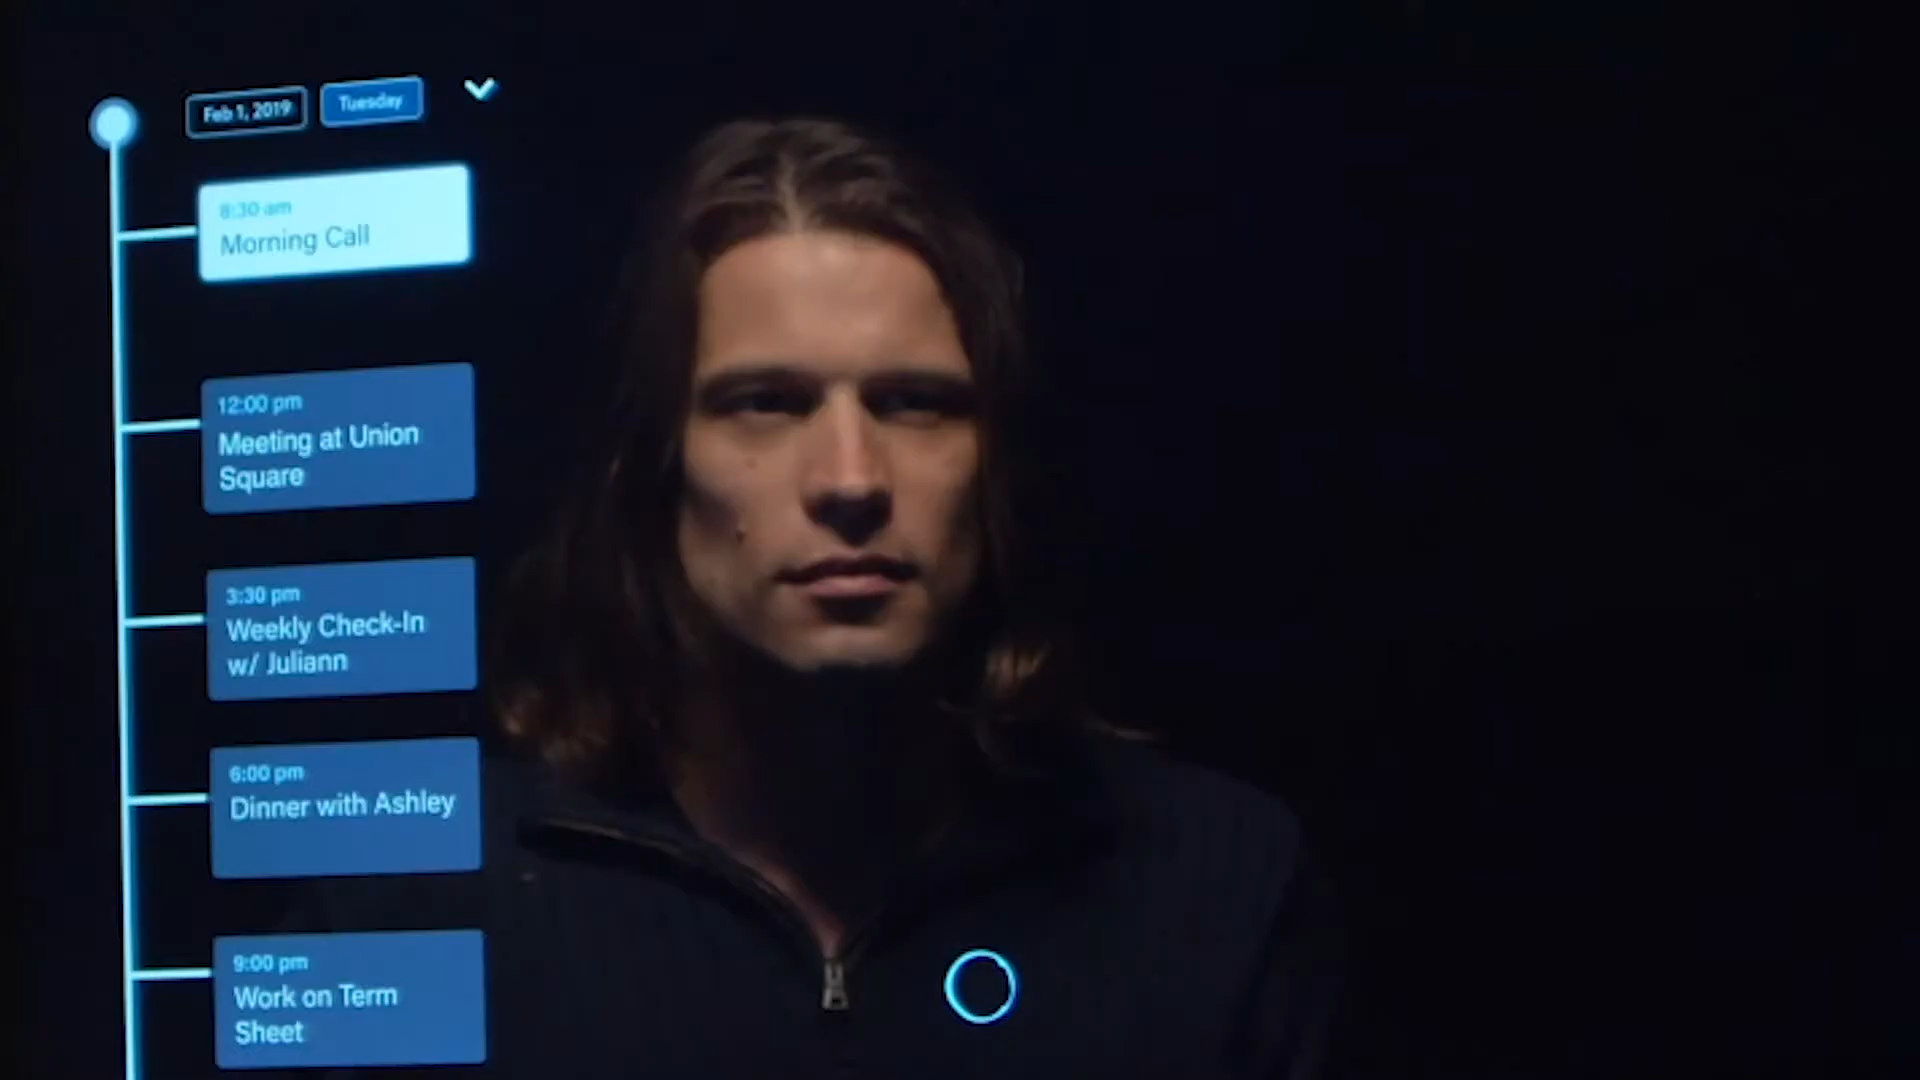 Feb 1, 2019
Tuesday
8:30 am
Morning Call
12:00 pm
Meeting at Union
Square
3:30 pm
Weekly Check-In
w/ Juliann
6:00 pm
Dinner with Ashley
9:00 pm
Work on Term
Sheet